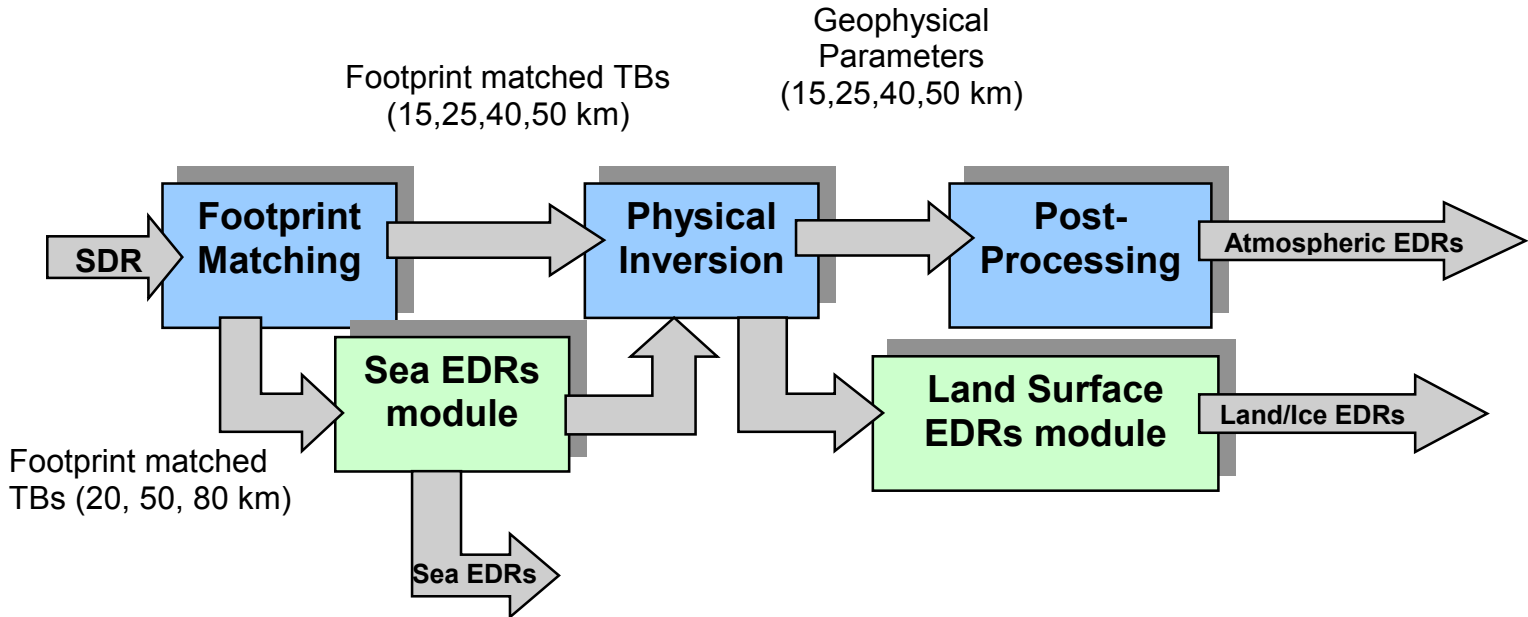 Geophysical
Parameters
(15,25,40,50 km)
Footprint matched TBs
(15,25,40,50 km)
SDR
Footprint
Matching
Physical
Inversion
Post-
Processing
Atmospheric EDRs
Sea EDRs
module
Land Surface
EDRs module
Land/Ice EDRs
Footprint matched
TBs (20, 50, 80 km)
Sea EDRs